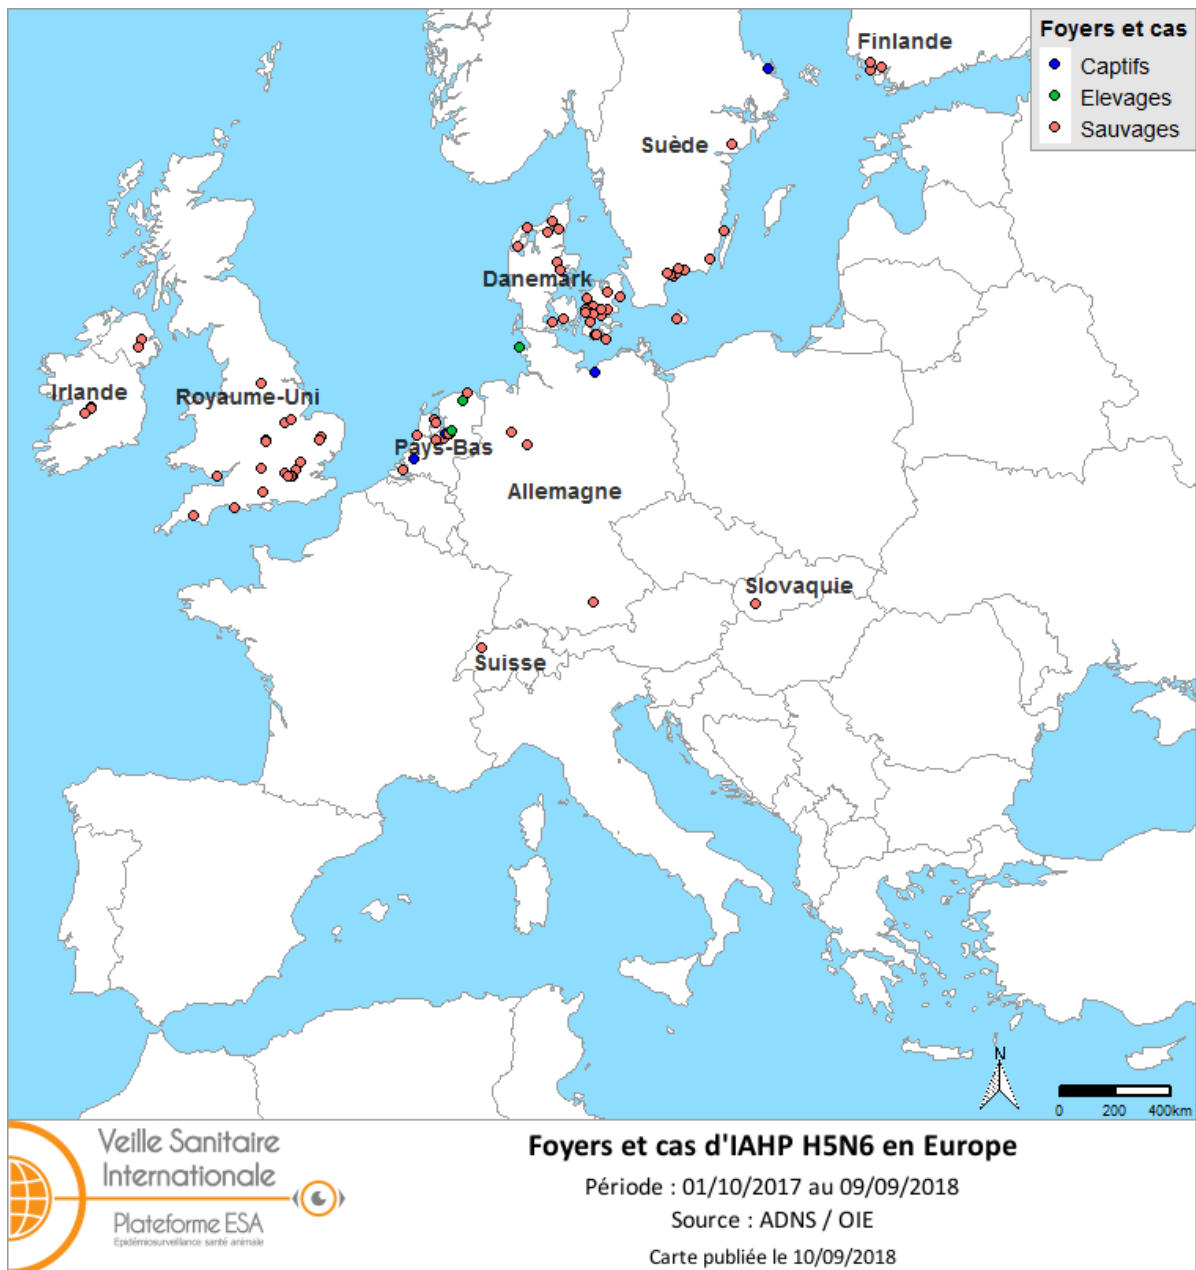 Foyers et cas
Captifs
Elevages
Sauvages
Finlande
Suède
Danemark
Irlande
Royaume-Uni
Pays-Bas
Allemagne
Slovaquie
Suisse
N
0 200 400km
Veille Sanitaire
Internationale
Plateforme ESA
Epidémiosurveillance santé animale
Foyers et cas d'IAHP H5N6 en Europe
Période : 01/10/2017 au 09/09/2018
Source : ADNS / OIE
Carte publiée le 10/09/2018